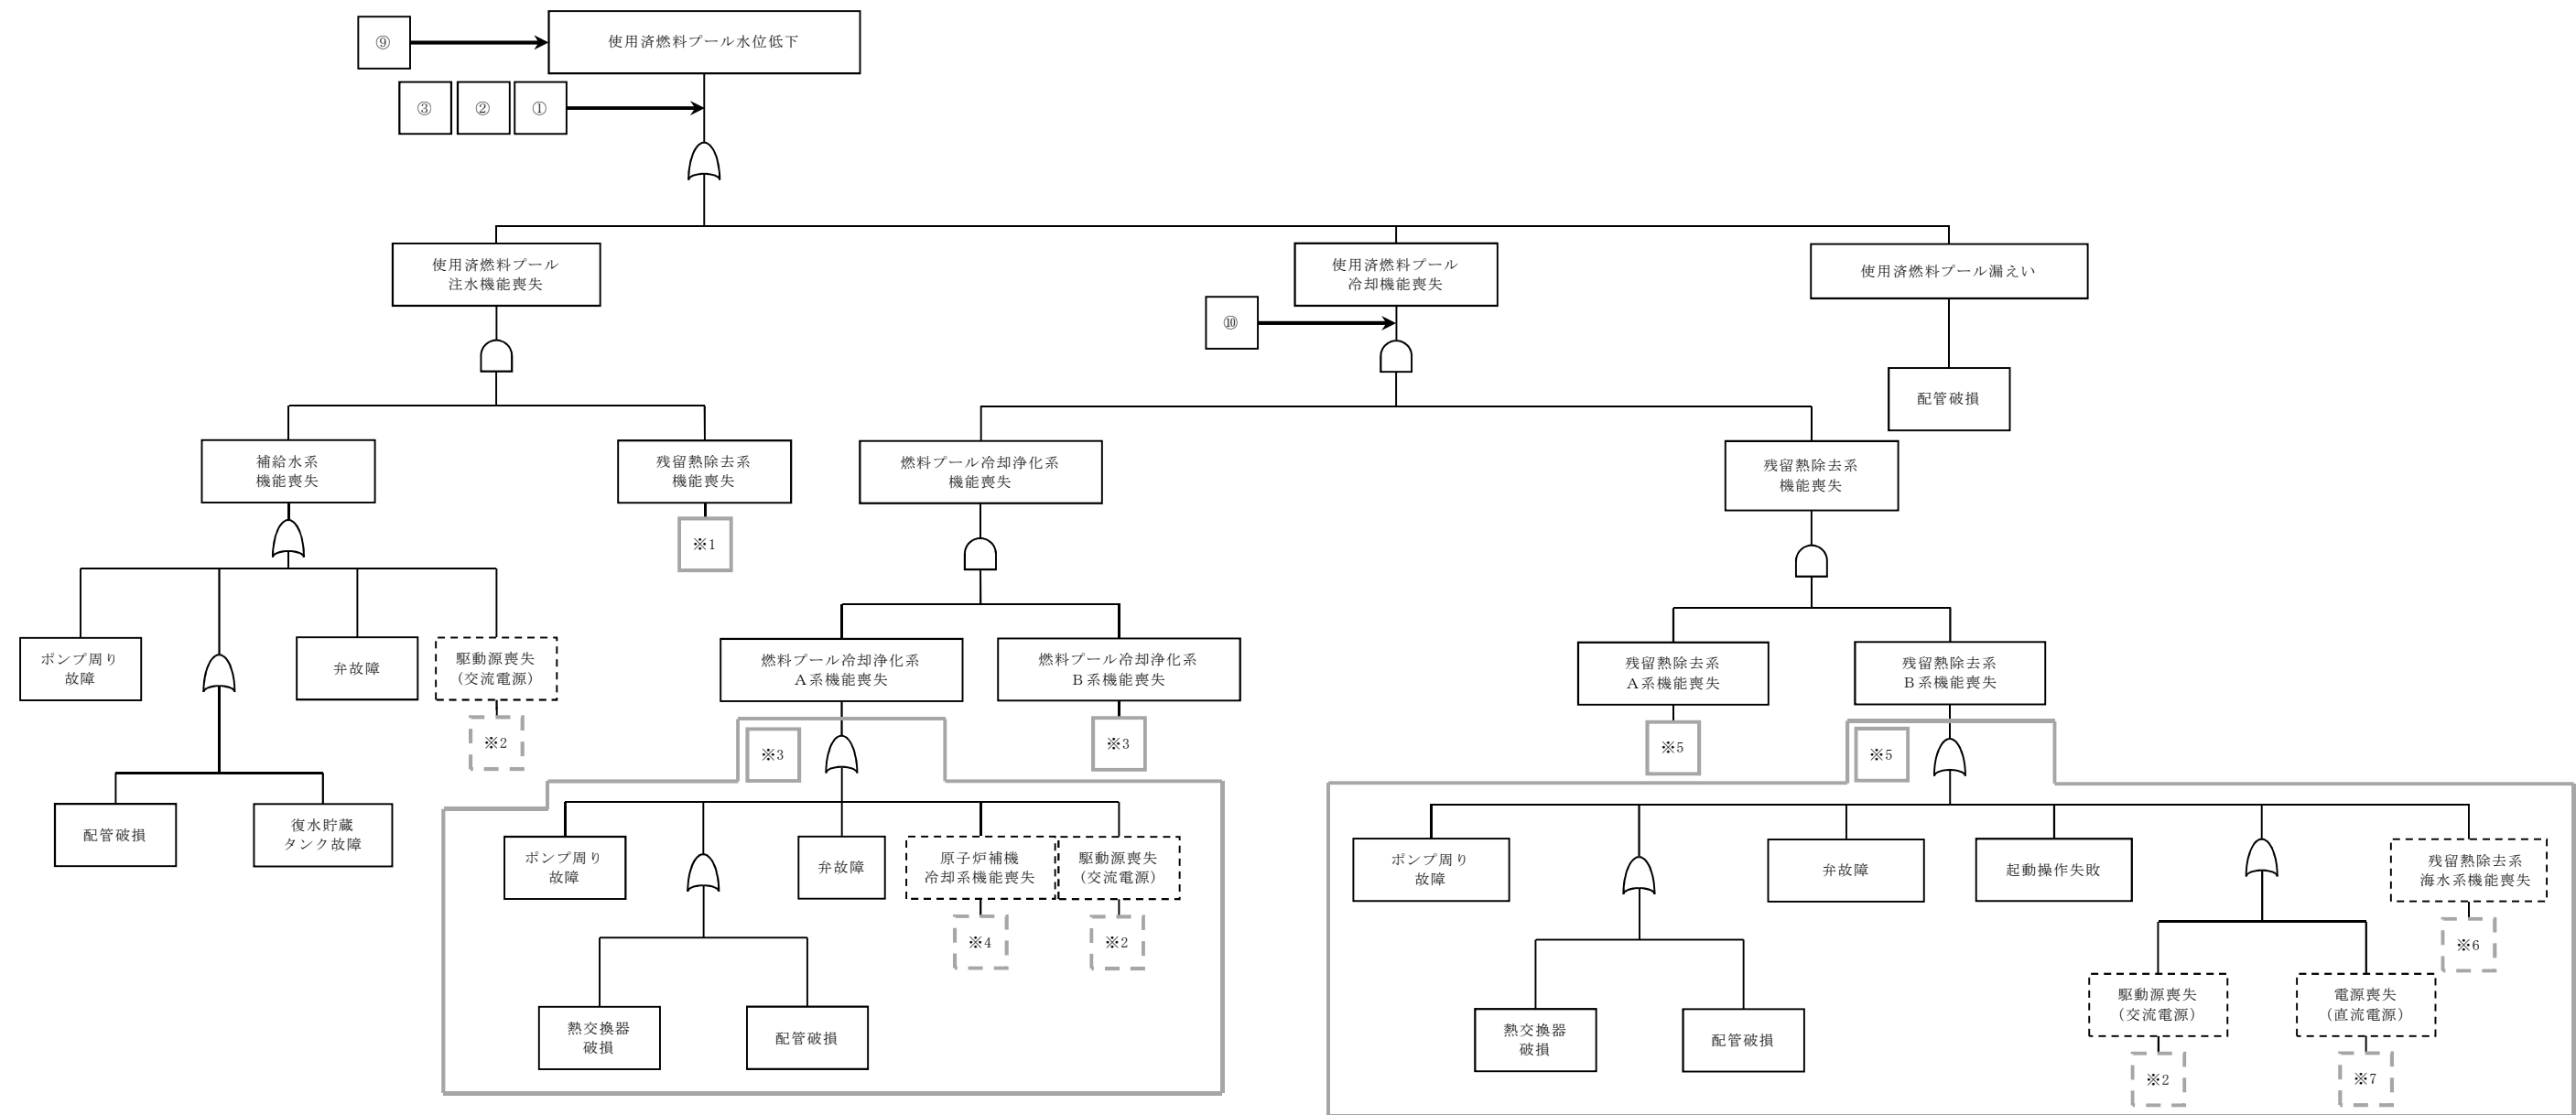 ⑨
使用済燃料プール水位低下
③
②
①
使用済燃料プール
注水機能喪失
使用済燃料プール
冷却機能喪失
使用済燃料プール漏えい
⑩
配管破損
補給水系
機能喪失
残留熱除去系
機能喪失
燃料プール冷却浄化系
機能喪失
残留熱除去系
機能喪失
※1
ポンプ周り
故障
弁故障
駆動源喪失
(交流電源)
※2
燃料プール冷却浄化系
A系機能喪失
燃料プール冷却浄化系
B系機能喪失
残留熱除去系
A系機能喪失
残留熱除去系
B系機能喪失
※3
※3
※5
※5
配管破損
復水貯蔵
タンク故障
ポンプ周り
故障
弁故障
原子炉補機
冷却系機能喪失
駆動源喪失
(交流電源)
※4
※2
熱交換器
破損
配管破損
ポンプ周り
故障
弁故障
起動操作失敗
残留熱除去系
海水系機能喪失
※6
熱交換器
破損
配管破損
駆動源喪失
(交流電源)
電源喪失
(直流電源)
※2
※7